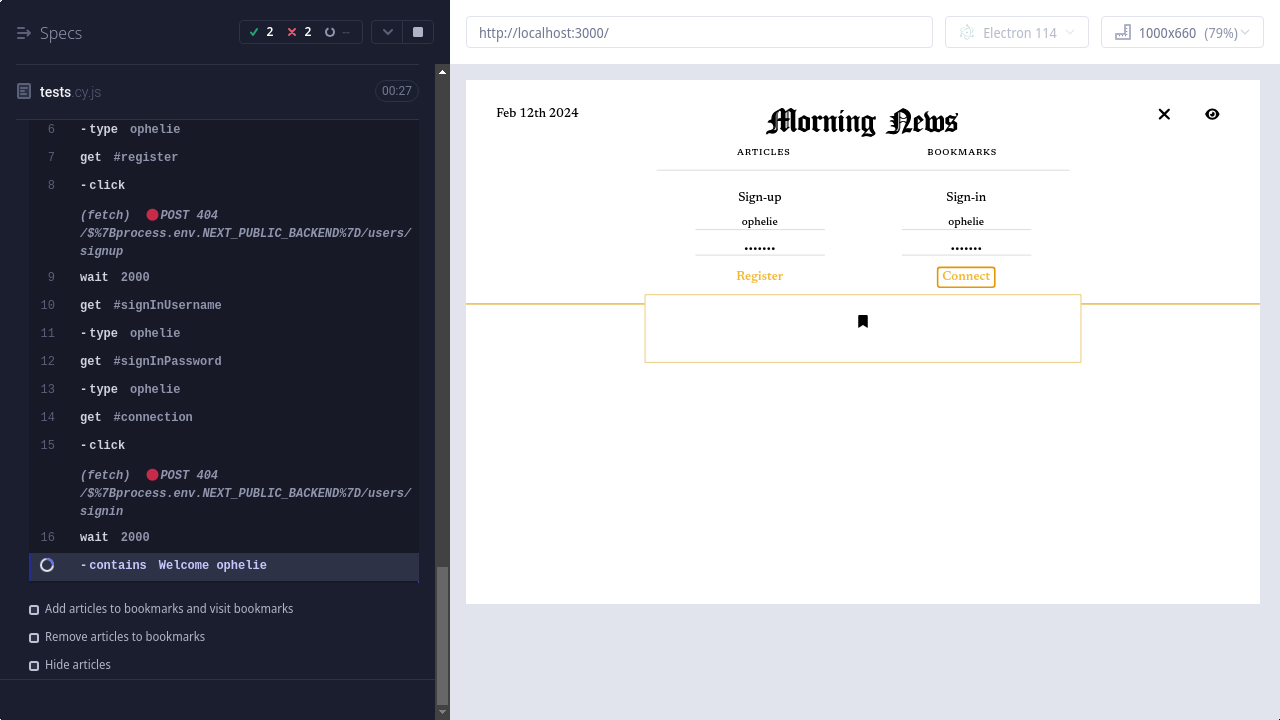 Specs
2
2
--
tests cy.js
00:27
6 -type ophelie
7 get #register
8 -click
(fetch) POST 404
/$%7Bprocess.env.NEXT_PUBLIC_BACKEND%7D/users/
signup
9 wait 2000
10 get #signInUsername
11 -type ophelie
12 get #signInPassword
13 -type ophelie
14 get #connection
15 -click
(fetch) POST 404
/$%7Bprocess.env.NEXT_PUBLIC_BACKEND%7D/users/
signin
16 wait 2000
-contains Welcome ophelie
Add articles to bookmarks and visit bookmarks
Remove articles to bookmarks
Hide articles
http://localhost:3000/
Electron 114
1000x660 (79%)
Feb 12th 2024
Morning News
ARTICLES BOOKMARKS
Sign-up Sign-in
ophelie ophelie
••••••• •••••••
Register Connect